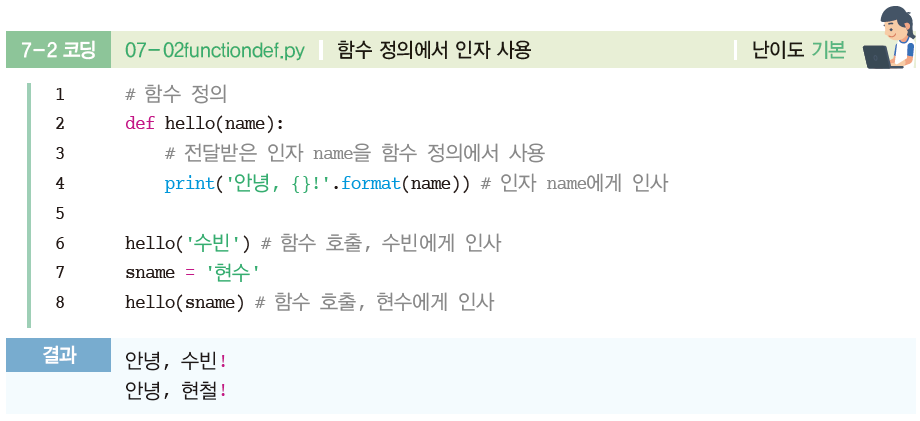 7-2 코딩 07-02functiondef.py 함수 정의에서 인자 사용 난이도 기본
1 # 함수 정의
2 def hello(name):
3     # 전달받은 인자 name을 함수 정의에서 사용
4     print('안녕, {}!'.format(name)) # 인자 name에게 인사
5
6 hello('수빈') # 함수 호출, 수빈에게 인사
7 sname = '현수'
8 hello(sname) # 함수 호출, 현수에게 인사
결과 안녕, 수빈!
안녕, 현철!